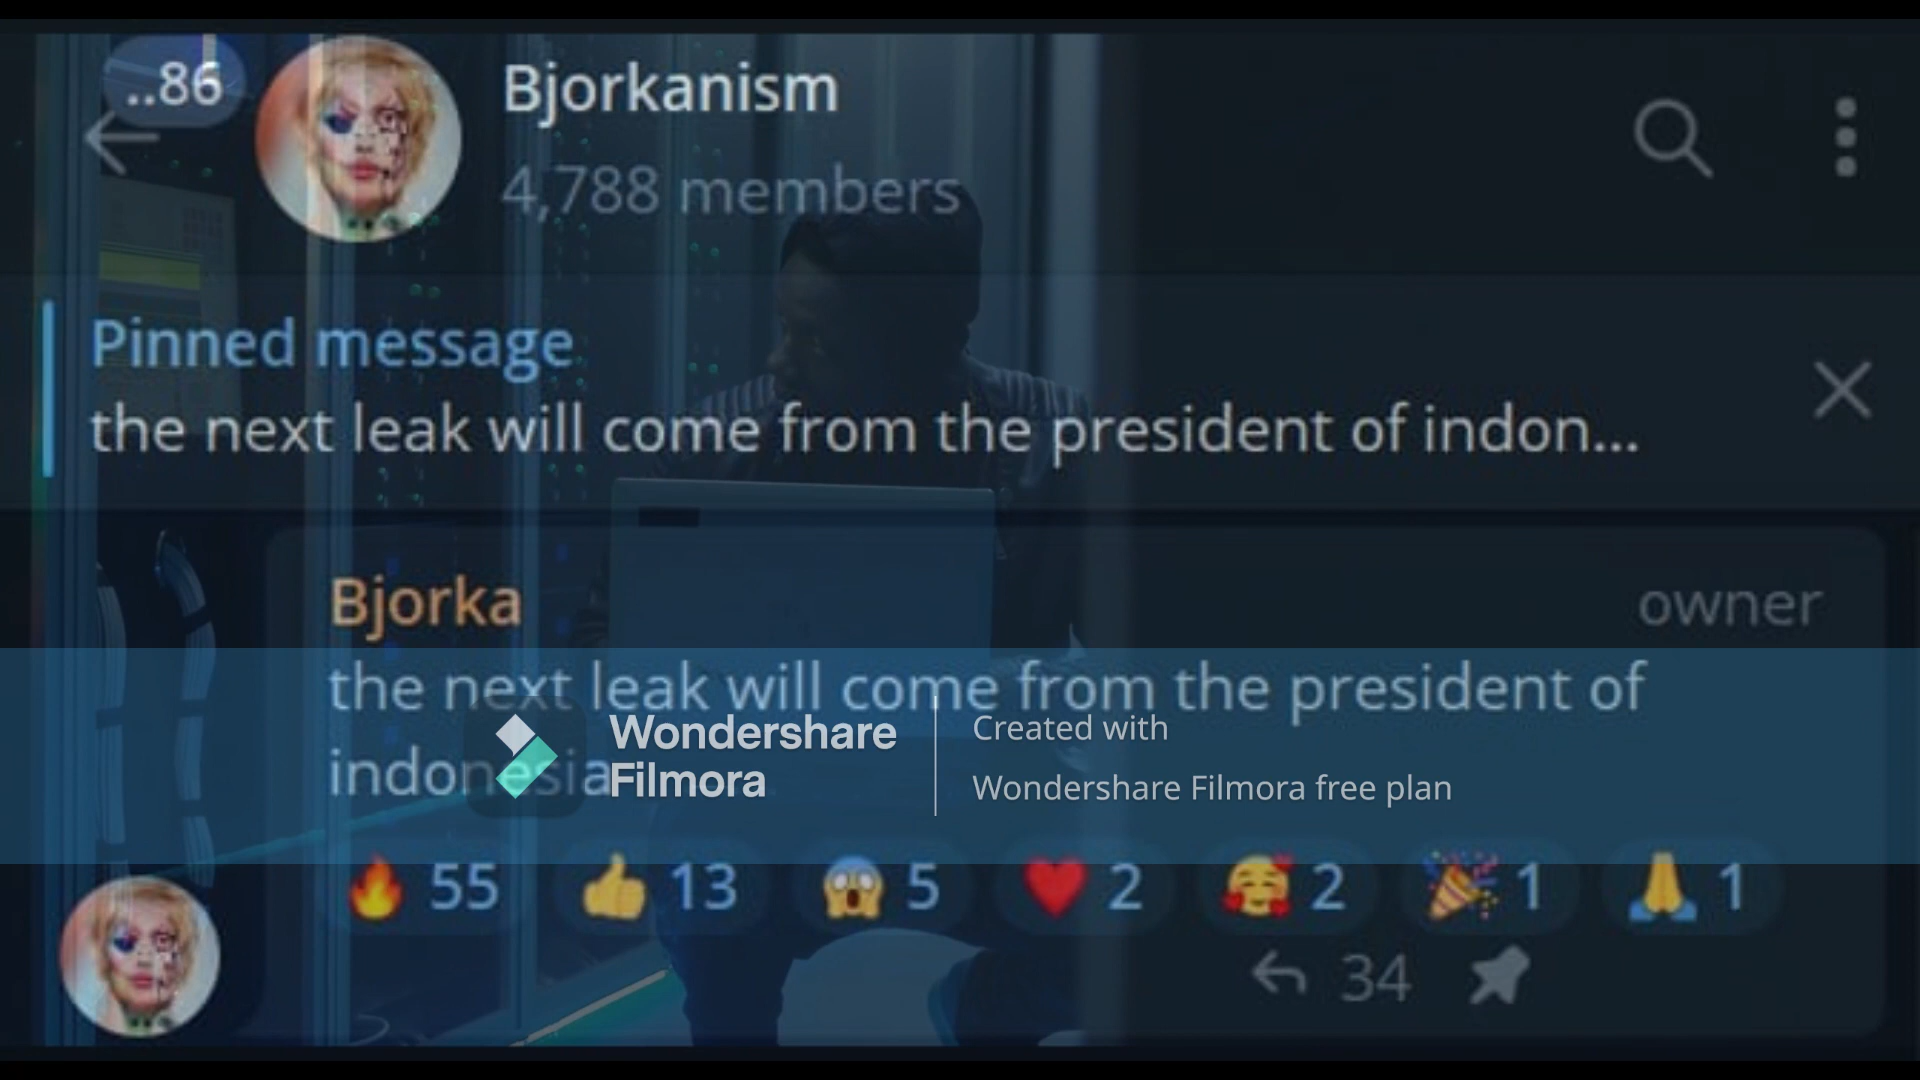 ..86
Bjorkanism
4,788 members
Pinned message
the next leak will come from the president of indon...
Bjorka
owner
the next leak will come from the president of
indonesia
Wondershare
Filmora
Created with
Wondershare Filmora free plan
55 13 5 2 2 1 1
34